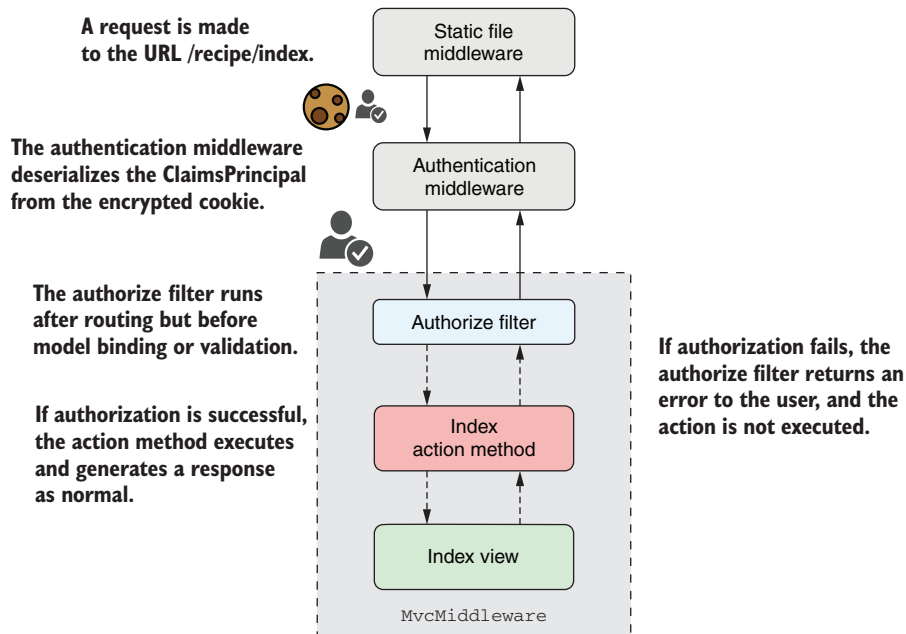 A request is made
to the URL /recipe/index.
Static file
middleware
The authentication middleware
deserializes the ClaimsPrincipal
from the encrypted cookie.
Authentication
middleware
The authorize filter runs
after routing but before
model binding or validation.
Authorize filter
If authorization fails, the
authorize filter returns an
error to the user, and the
action is not executed.
If authorization is successful,
the action method executes
and generates a response
as normal.
Index
action method
Index view
MvcMiddleware